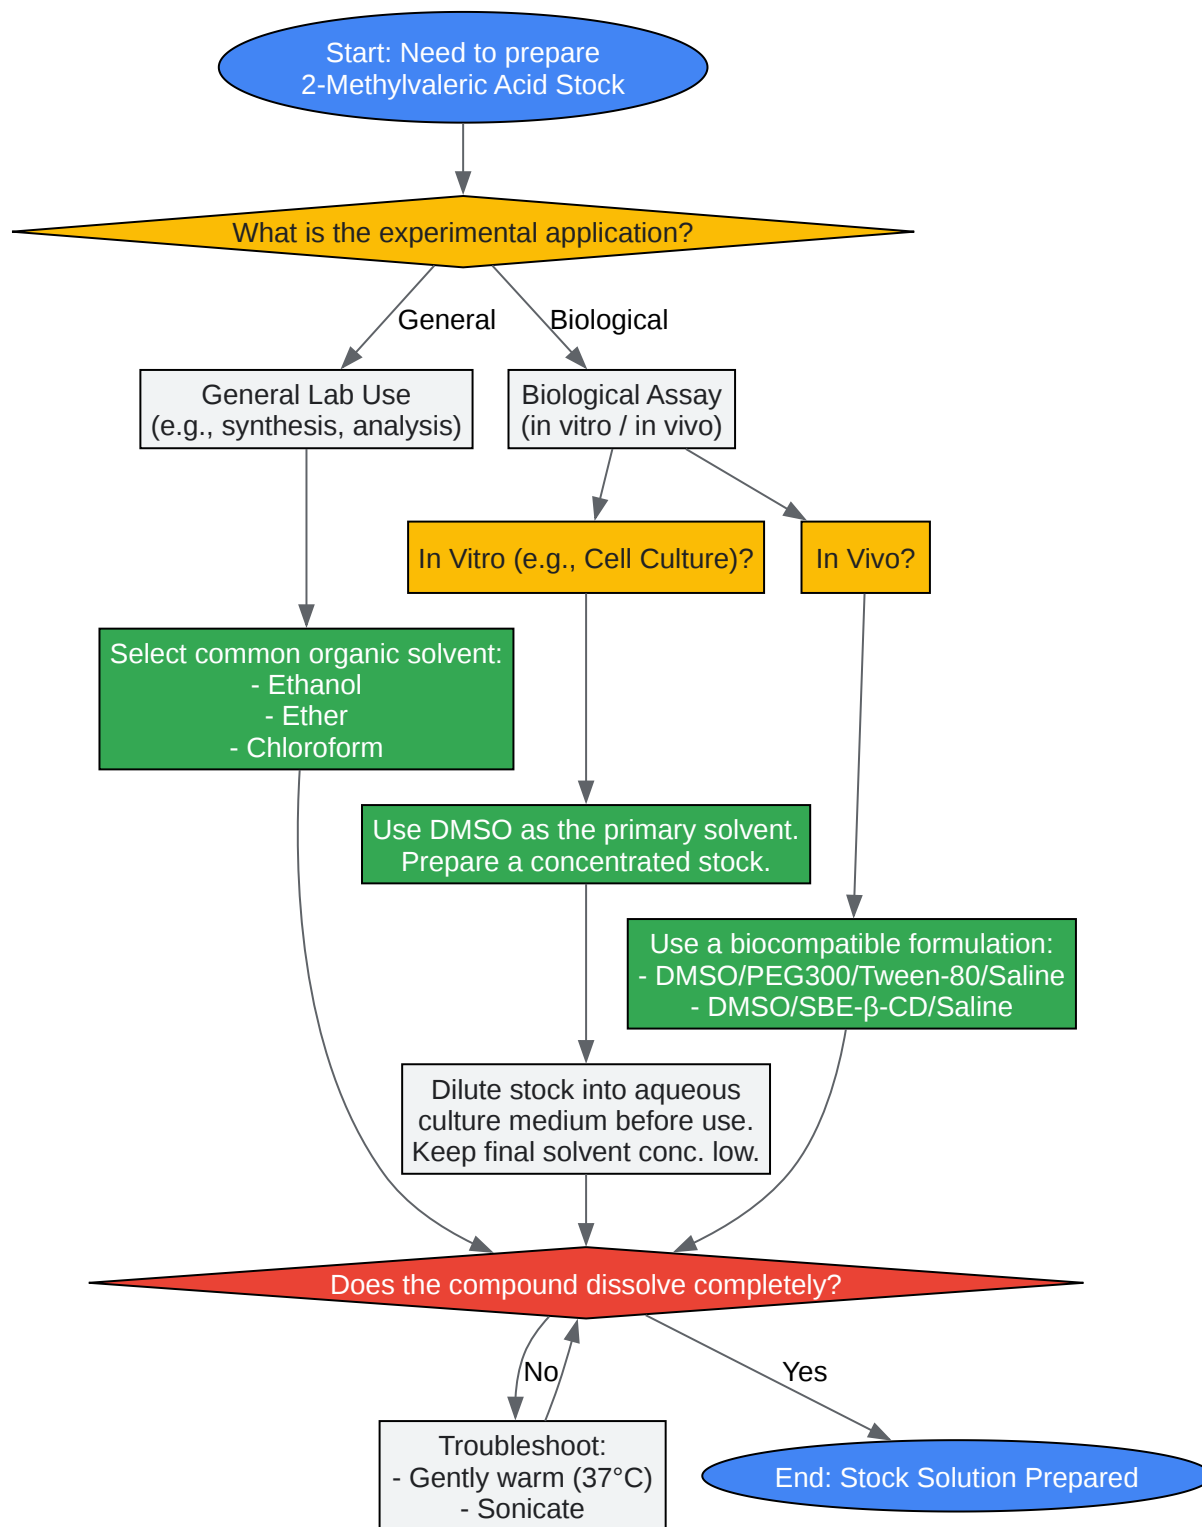 Start: Need to prepare
2-Methylvaleric Acid Stock
What is the experimental application?
General
Biological
General Lab Use
(e.g., synthesis, analysis)
Biological Assay
(in vitro / in vivo)
In Vitro (e.g., Cell Culture)?
In Vivo?
Select common organic solvent:
- Ethanol
- Ether
- Chloroform
Use DMSO as the primary solvent.
Prepare a concentrated stock.
Use a biocompatible formulation:
- DMSO/PEG300/Tween-80/Saline
- DMSO/SBE-β-CD/Saline
Dilute stock into aqueous
culture medium before use.
Keep final solvent conc. low.
Does the compound dissolve completely?
No
Yes
Troubleshoot:
- Gently warm (37°C)
- Sonicate
End: Stock Solution Prepared